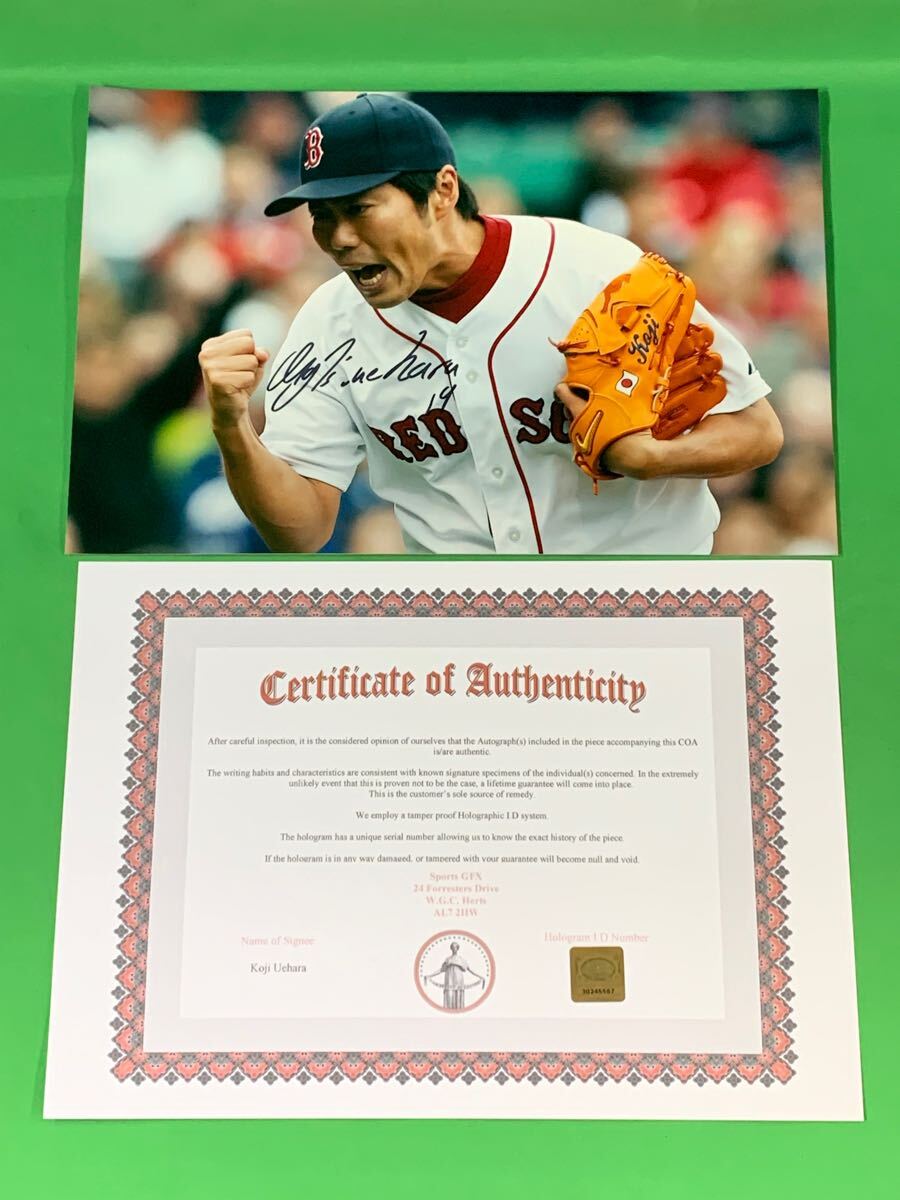 B
Koji
Koji Uehara
19
RED SO
Certificate of Authenticity
After careful inspection, it is the considered opinion of ourselves that the Autograph(s) included in the piece accompanying this COA
is/are authentic.
The writing habits and characteristics are consistent with known signature specimens of the individual(s) concerned. In the extremely
unlikely event that this is proven not to be the case, a lifetime guarantee will come into place.
This is the customer's sole source of remedy.
We employ a tamper proof Holographic I.D system.
The hologram has a unique serial number allowing us to know the exact history of the piece.
If the hologram is in any way damaged, or tampered with your guarantee will become null and void.
Sports GFX
24 Forresters Drive
W.G.C, Herts
AL7 2HW
Name of Signee
Hologram I D Number
Koji Uehara
30245567